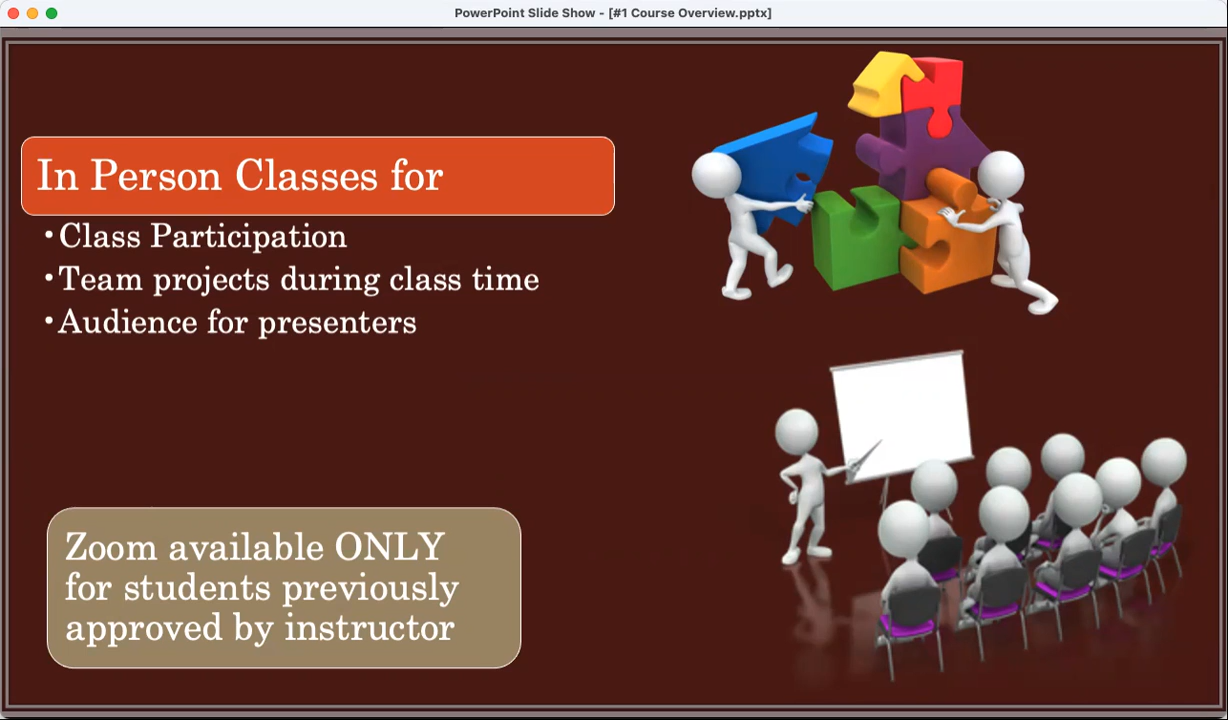 PowerPoint Slide Show - [#1 Course Overview.pptx]
In Person Classes for
• Class Participation
• Team projects during class time
• Audience for presenters
Zoom available ONLY
for students previously
approved by instructor